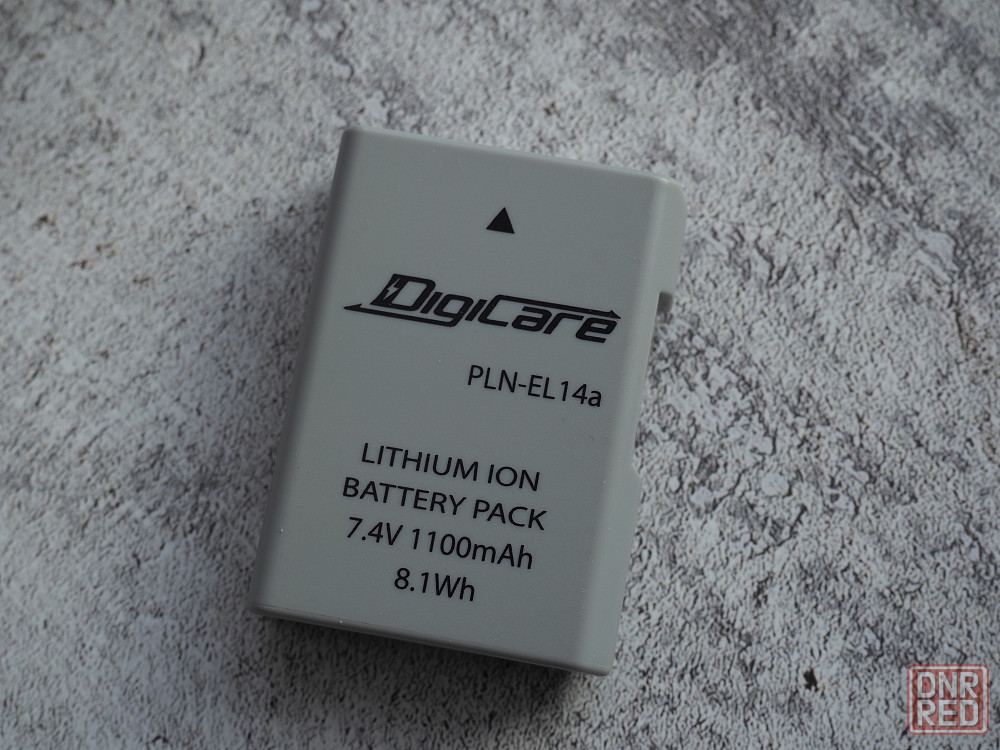 DigiCare
PLN-EL14a
LITHIUM ION
BATTERY PACK
7.4V 1100mAh
8.1Wh
DNR
RED